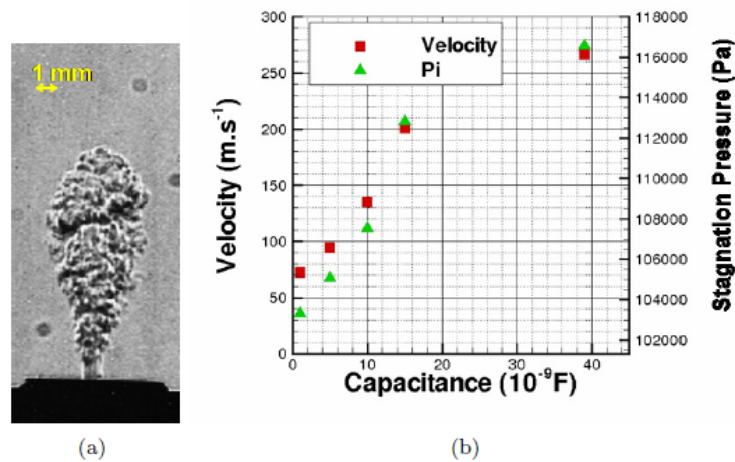 1 mm
(a)
Velocity (m.s⁻¹)
300
250
200
150
100
50
0
Velocity
Pi
118000
116000
114000
112000
110000
108000
106000
104000
102000
Stagnation Pressure (Pa)
0
10
20
30
40
Capacitance (10⁻⁹F)
(b)